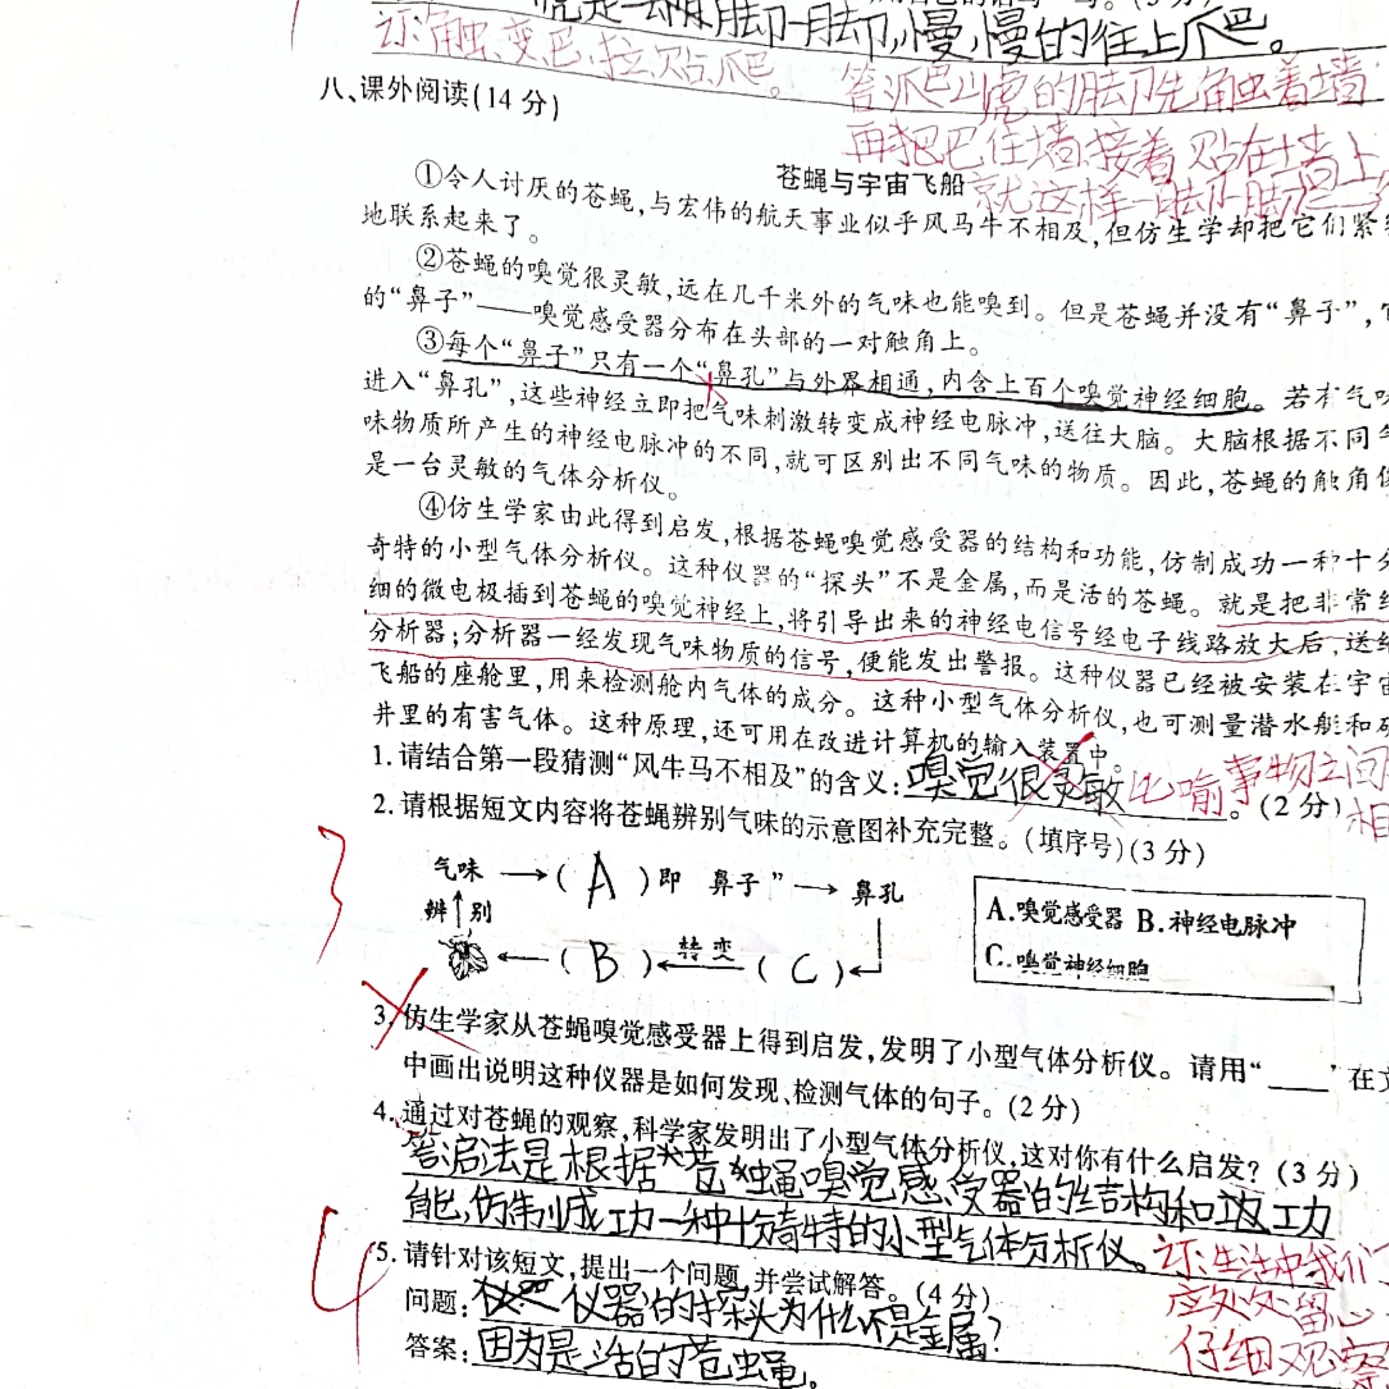 就是一脚一脚,慢慢的往上爬。
订:触、变、巴、拉、贴、爬。
答:爬山虎的脚先触着墙
八、课外阅读(14分)
再把巴住墙,接着贴在墙上
苍蝇与宇宙飞船
就这样一脚一脚
①令人讨厌的苍蝇,与宏伟的航天事业似乎风马牛不相及,但仿生学却把它们紧
地联系起来了。
②苍蝇的嗅觉很灵敏,远在几千米外的气味也能嗅到。但是苍蝇并没有“鼻子”,
的“鼻子”——嗅觉感受器分布在头部的一对触角上。
③每个“鼻子”只有一个“鼻孔”与外界相通,内含上百个嗅觉神经细胞。若有气
进入“鼻孔”,这些神经立即把气味刺激转变成神经电脉冲,送往大脑。大脑根据不同
味物质所产生的神经电脉冲的不同,就可区别出不同气味的物质。因此,苍蝇的触角
是一台灵敏的气体分析仪。
④仿生学家由此得到启发,根据苍蝇嗅觉感受器的结构和功能,仿制成功一种十
奇特的小型气体分析仪。这种仪器的“探头”不是金属,而是活的苍蝇。就是把非常
细的微电极插到苍蝇的嗅觉神经上,将引导出来的神经电信号经电子线路放大后,送
分析器;分析器一经发现气味物质的信号,便能发出警报。这种仪器已经被安装在宇
飞船的座舱里,用来检测舱内气体的成分。这种小型气体分析仪,也可测量潜水艇和
井里的有害气体。这种原理,还可用在改进计算机的输入装置中。
1.请结合第一段猜测“风牛马不相及”的含义:嗅觉很灵敏。(2分)
比喻事物之间
相
2.请根据短文内容将苍蝇辨别气味的示意图补充完整。(填序号)(3分)
3
气味→(A)即 鼻子”→鼻孔
辨别
(B)转变(C)
A.嗅觉感受器 B.神经电脉冲
C.嗅觉神经细胞
3.仿生学家从苍蝇嗅觉感受器上得到启发,发明了小型气体分析仪。请用“___”在
中画出说明这种仪器是如何发现、检测气体的句子。(2分)
4.通过对苍蝇的观察,科学家发明出了小型气体分析仪,这对你有什么启发?(3分)
答:启法是根据苍蝇嗅觉感受器的结构和功
能,仿制成功一种十分奇特的小型气体分析仪。
订:生活中我们
应处处留心
仔细观察
4
5.请针对该短文,提出一个问题,并尝试解答。(4分)
问题:仪器的探头为什么不是金属?
答案:因为是活的苍蝇。